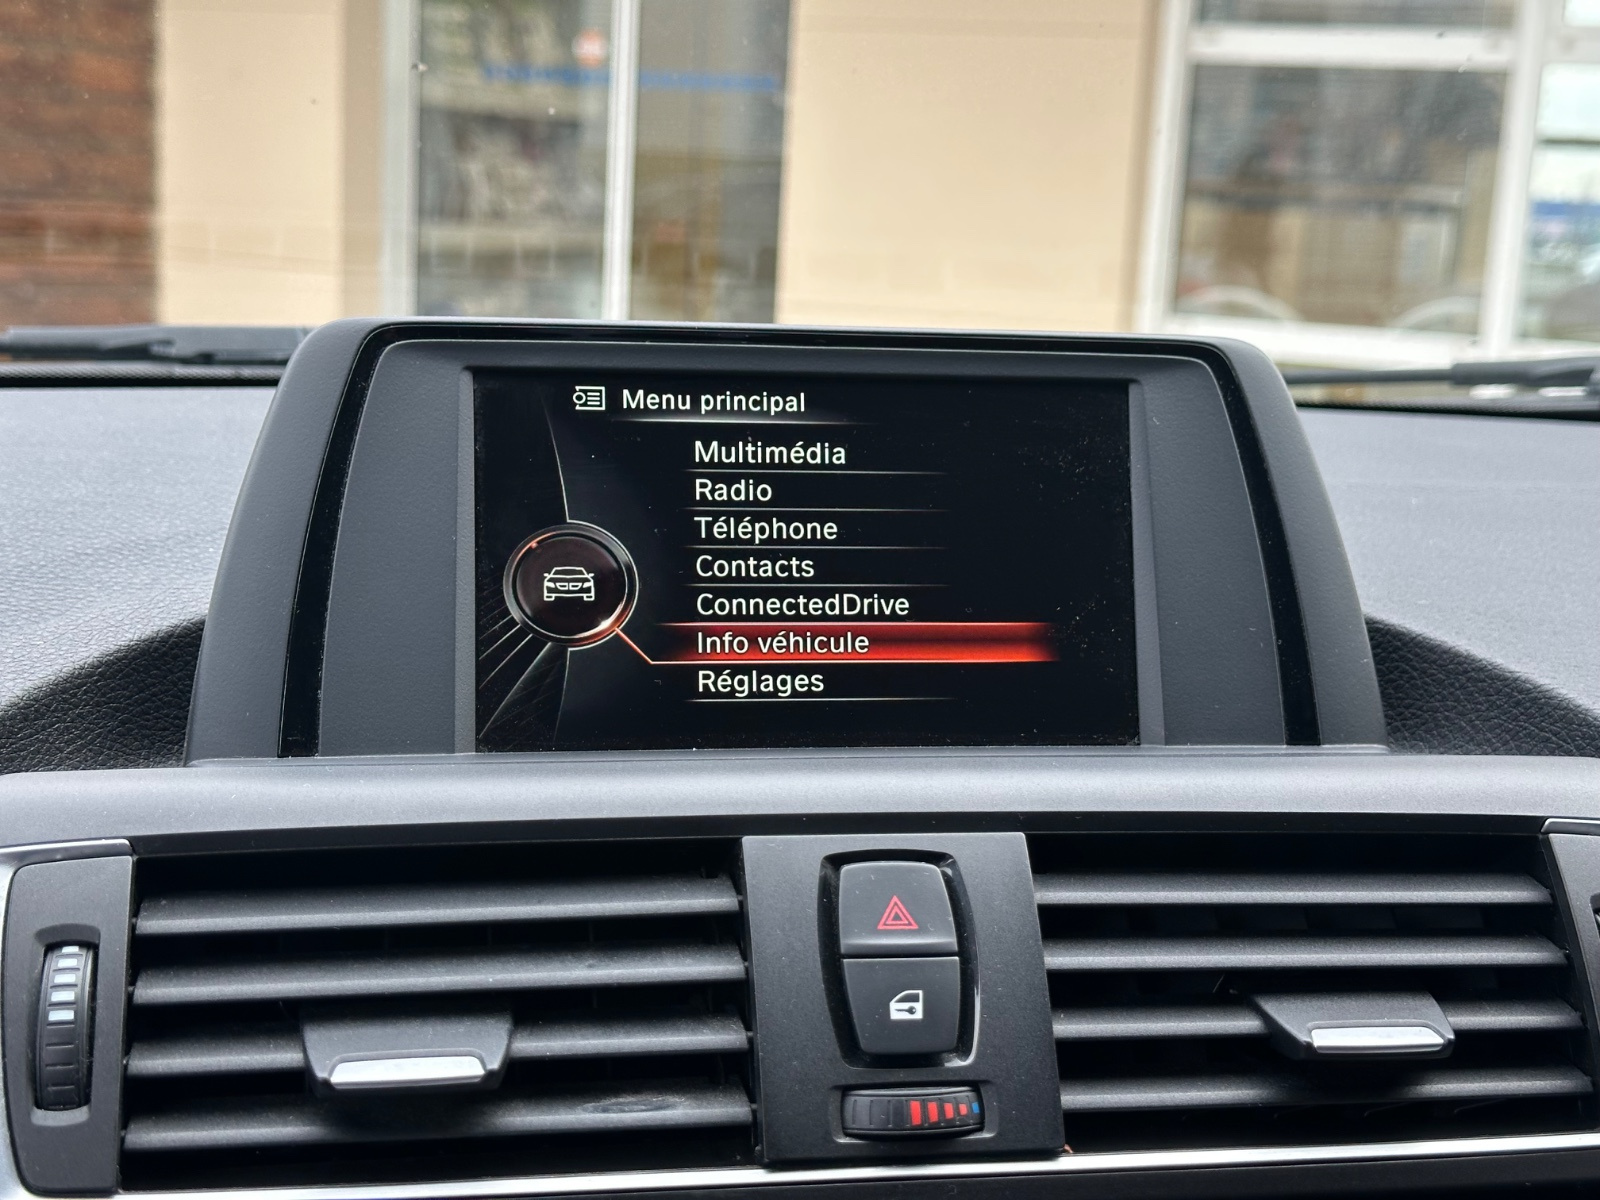 Menu principal
Multimédia
Radio
Téléphone
Contacts
ConnectedDrive
Info véhicule
Réglages